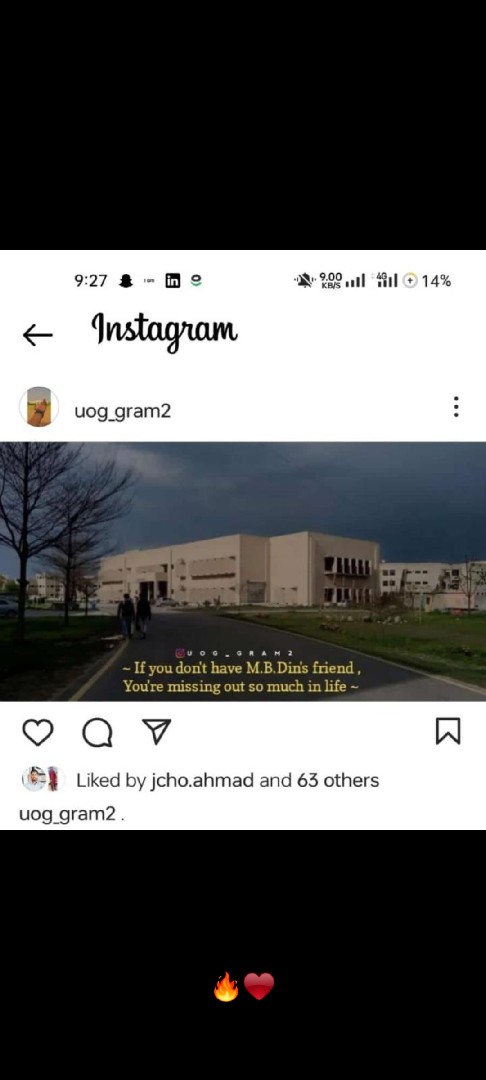 9:27
9.00
KB/S
4G
14%
Instagram
uog_gram2
UOG_GRAM2
~ If you don't have M.B.Din's friend ,
You're missing out so much in life ~
Liked by jcho.ahmad and 63 others
uog_gram2 .